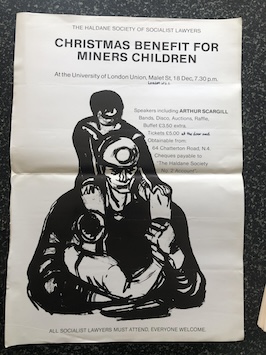 THE HALDANE SOCIETY OF SOCIALIST LAWYERS
CHRISTMAS BENEFIT FOR
MINERS CHILDREN
At the University of London Union, Malet St, 18 Dec, 7.30 p.m.
Speakers including ARTHUR SCARGILL
Bands, Disco, Auctions, Raffle,
Buffet £3.50 extra.
Tickets £5.00
Obtainable from:
64 Chatterton Road, N.4.
Cheques payable to
The Haldane Society
No. 2
ALL SOCIALIST LAWYERS MUST ATTEND. EVERYONE WELCOME.